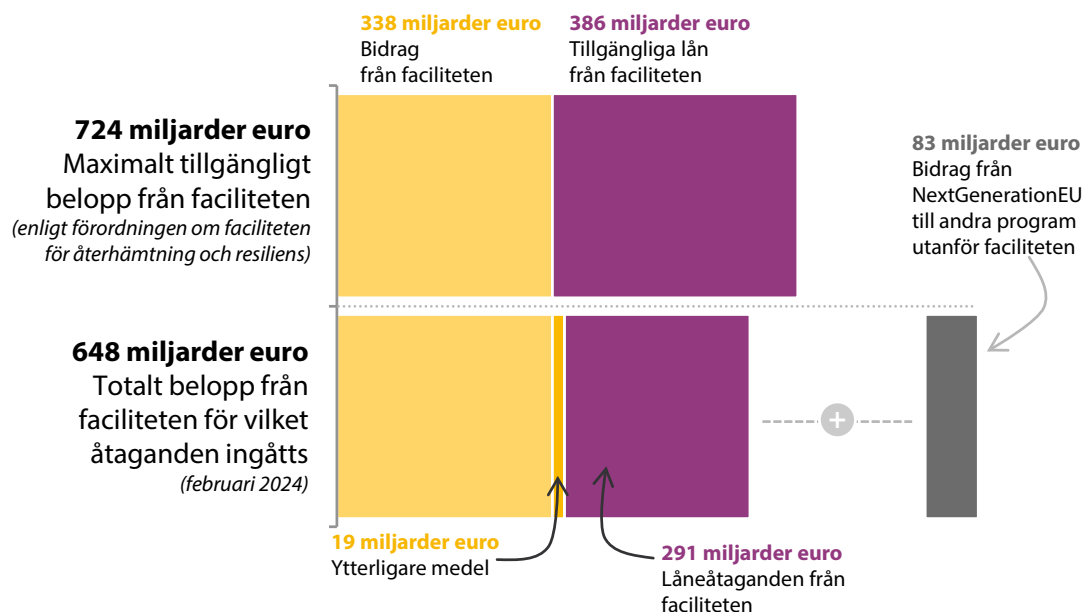 338 miljarder euro
Bidrag
från faciliteten
386 miljarder euro
Tillgängliga lån
från faciliteten
724 miljarder euro
Maximalt tillgängligt
belopp från faciliteten
(enligt förordningen om faciliteten
för återhämtning och resiliens)
83 miljarder euro
Bidrag från
NextGenerationEU
till andra program
utanför faciliteten
648 miljarder euro
Totalt belopp från
faciliteten för vilket
åtaganden ingåtts
(februari 2024)
+
19 miljarder euro
Ytterligare medel
291 miljarder euro
Låneåtaganden från
faciliteten